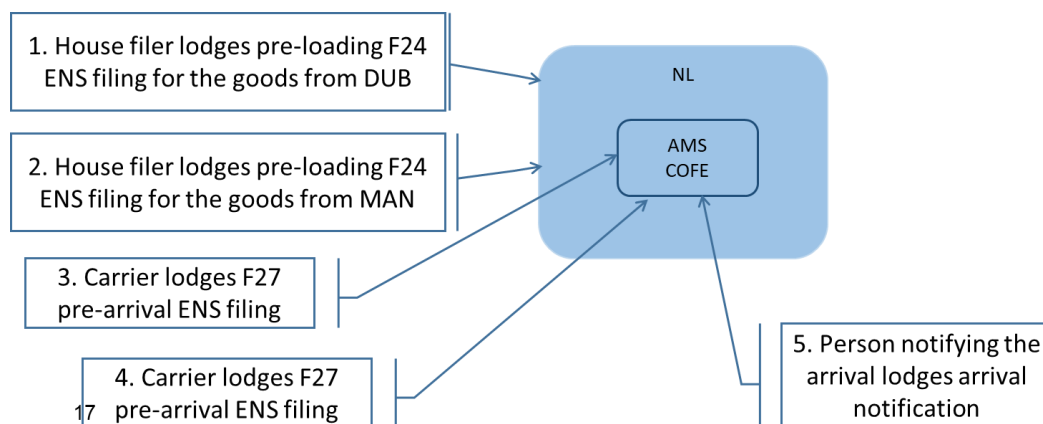 1. House filer lodges pre-loading F24
ENS filing for the goods from DUB
NL
2. House filer lodges pre-loading F24
ENS filing for the goods from MAN
AMS
COFE
3. Carrier lodges F27
pre-arrival ENS filing
4. Carrier lodges F27
pre-arrival ENS filing
17
5. Person notifying the
arrival lodges arrival
notification